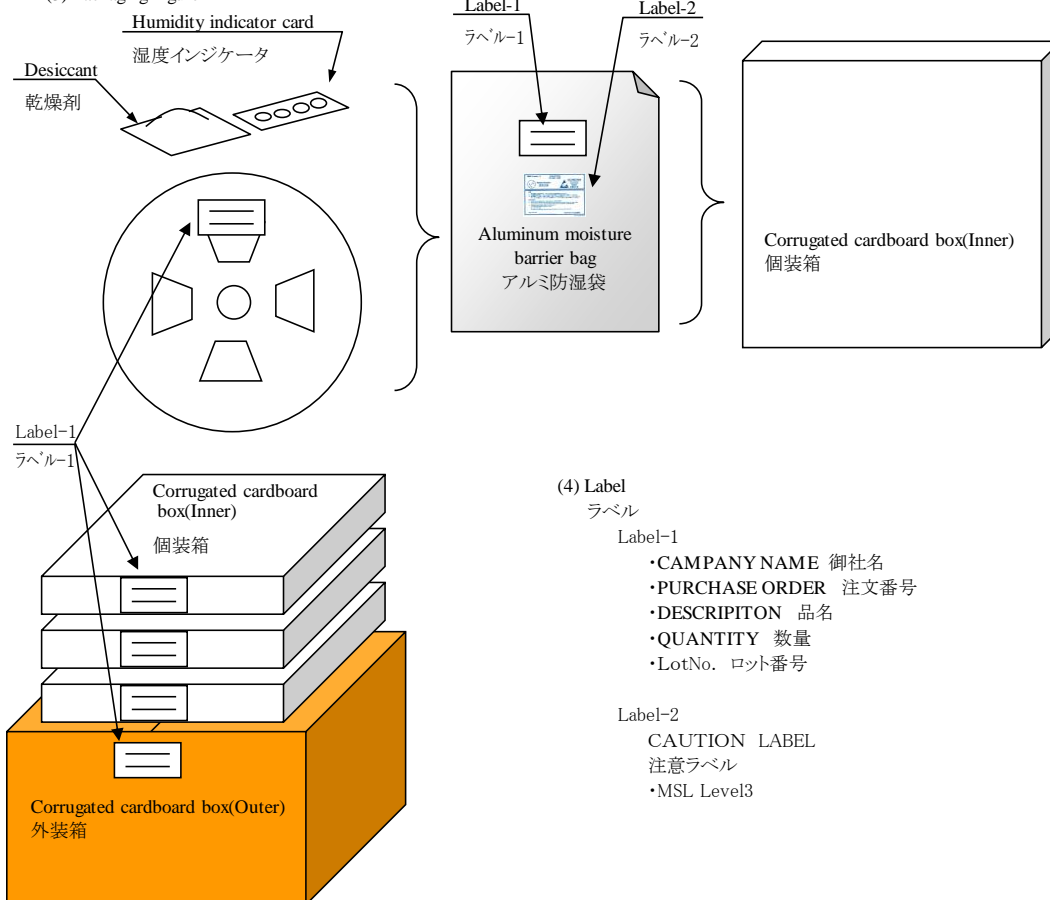 Humidity indicator card
湿度インジケータ
Desiccant
乾燥剤
Label-1
ラベル-1
Label-2
ラベル-2
Aluminum moisture
barrier bag
アルミ防湿袋
Corrugated cardboard box(Inner)
個装箱
Label-1
ラベル-1
Corrugated cardboard
box(Inner)
個装箱
Corrugated cardboard box(Outer)
外装箱
(4) Label
ラベル
Label-1
・CAMPANY NAME 御社名
・PURCHASE ORDER 注文番号
・DESCRIPITON 品名
・QUANTITY 数量
・LotNo. ロット番号
Label-2
CAUTION LABEL
注意ラベル
・MSL Level3